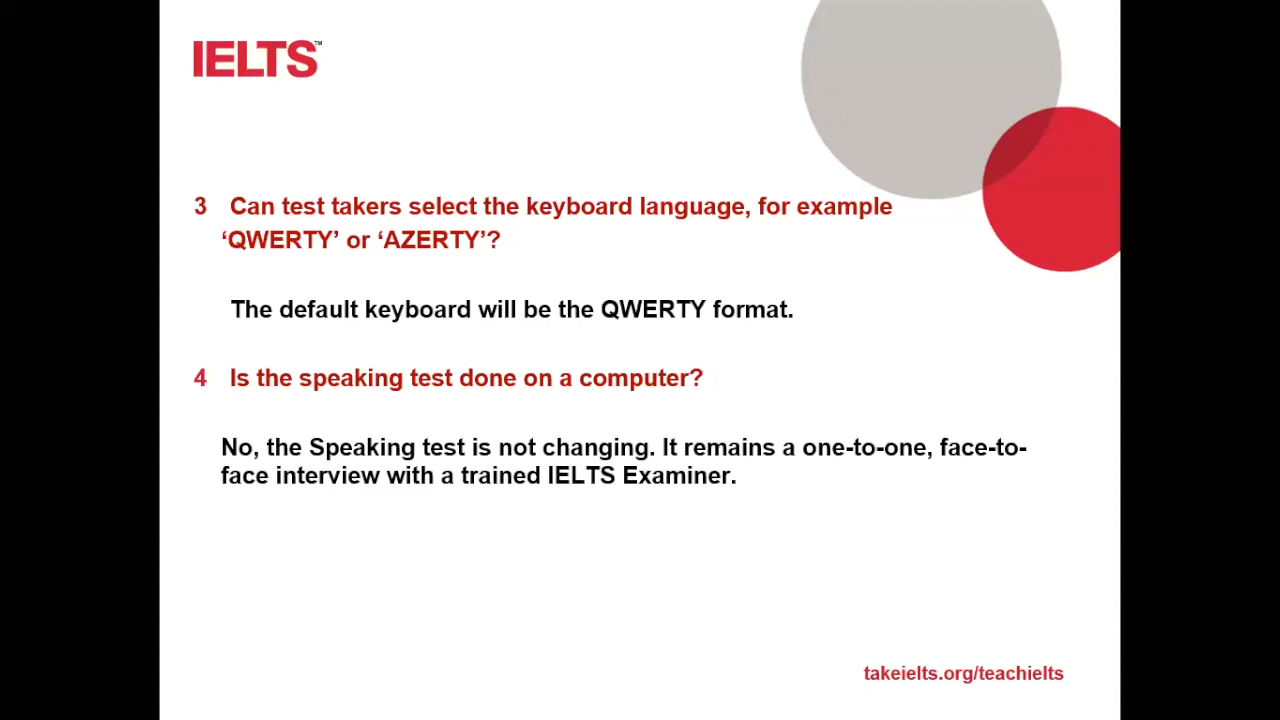 IELTS™
3 Can test takers select the keyboard language, for example
‘QWERTY’ or ‘AZERTY’?
The default keyboard will be the QWERTY format.
4 Is the speaking test done on a computer?
No, the Speaking test is not changing. It remains a one-to-one, face-to-
face interview with a trained IELTS Examiner.
takeielts.org/teachielts